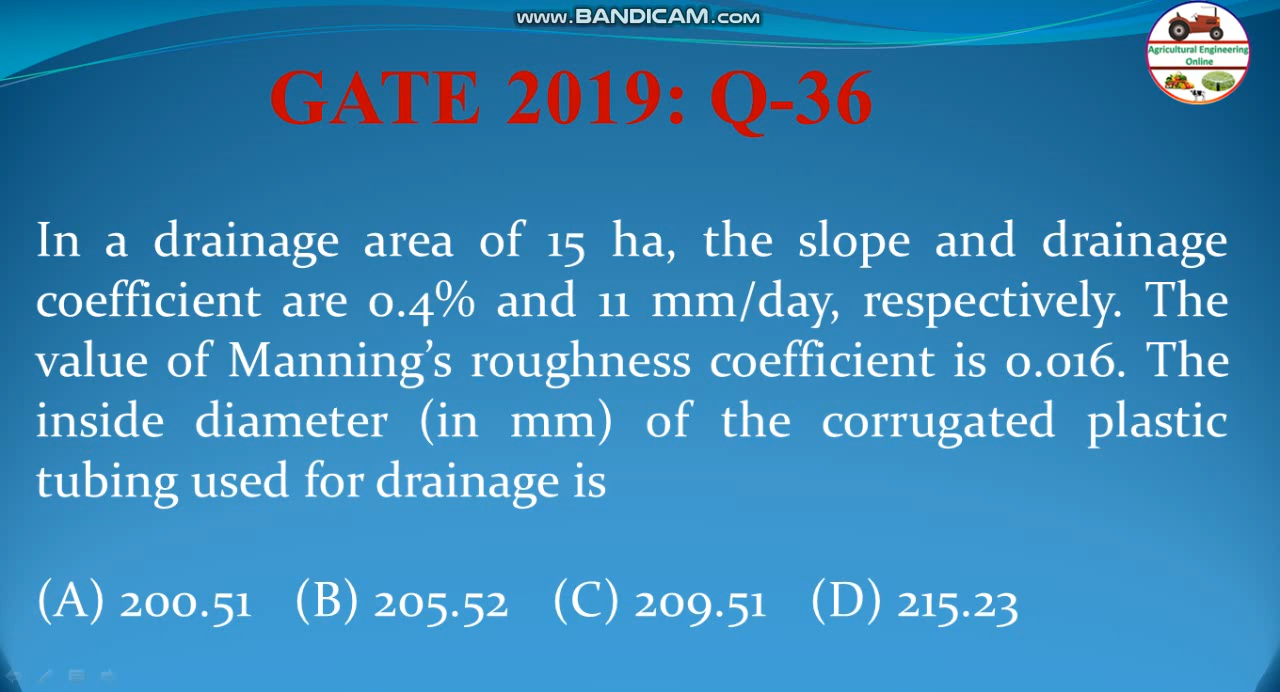 www.BANDICAM.com
Agricultural Engineering
Online
GATE 2019: Q-36
In a drainage area of 15 ha, the slope and drainage
coefficient are 0.4% and 11 mm/day, respectively. The
value of Manning’s roughness coefficient is 0.016. The
inside diameter (in mm) of the corrugated plastic
tubing used for drainage is
(A) 200.51 (B) 205.52 (C) 209.51 (D) 215.23